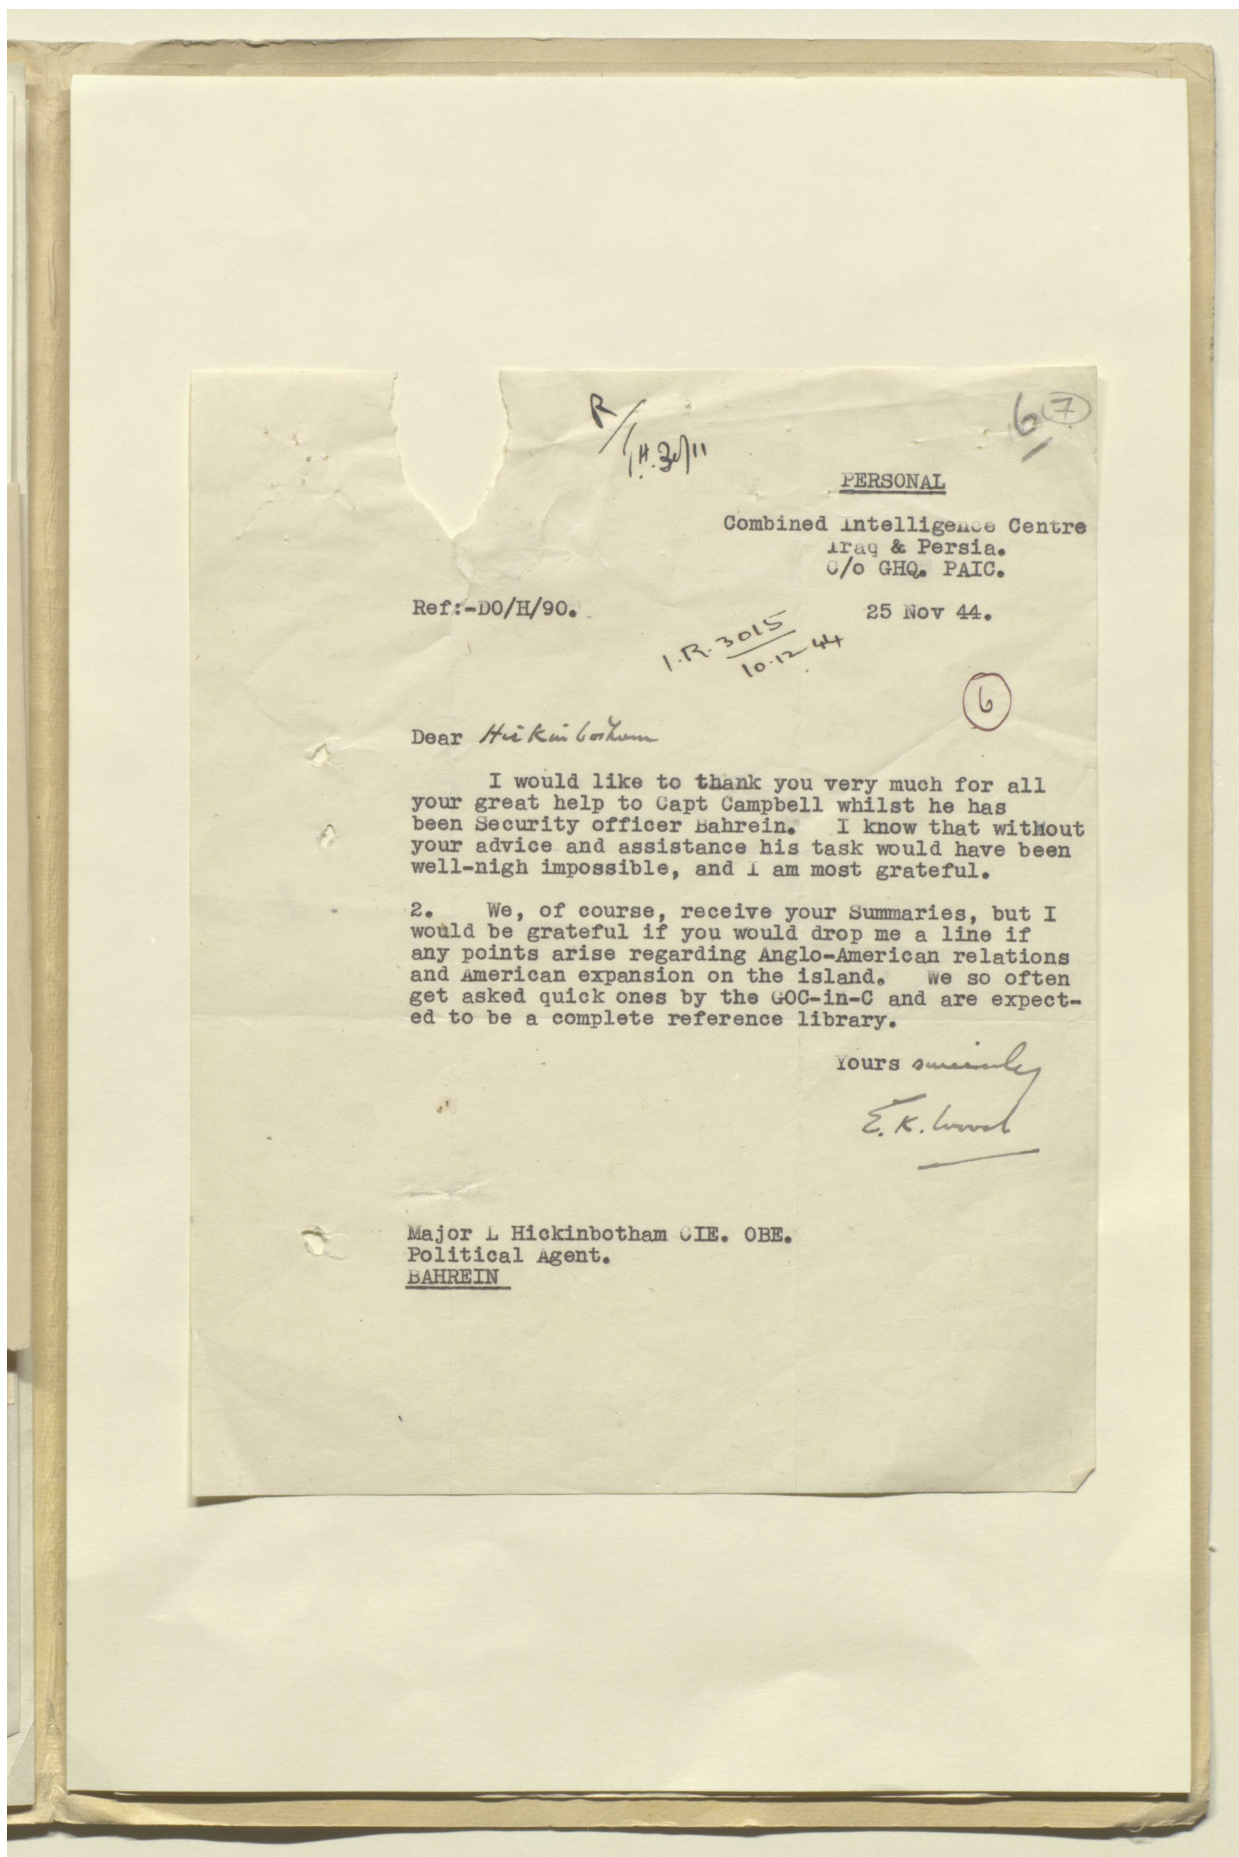 R/
6 7
PERSONAL
Combined Intelligence Centre
Iraq & Persia.
C/o GHQ. PAIC.
Ref:-DO/H/90.
25 Nov 44.
I.R. 3015
10.12 44
6
Dear Hickinbotham
I would like to thank you very much for all
your great help to Capt Campbell whilst he has
been Security officer Bahrein. I know that without
your advice and assistance his task would have been
well-nigh impossible, and I am most grateful.
2. We, of course, receive your Summaries, but I
would be grateful if you would drop me a line if
any points arise regarding Anglo-American relations
and American expansion on the island. We so often
get asked quick ones by the GOC-in-C and are expect-
ed to be a complete reference library.
Yours sincerely
E.K. Wood
Major L Hickinbotham CIE. OBE.
Political Agent.
BAHREIN